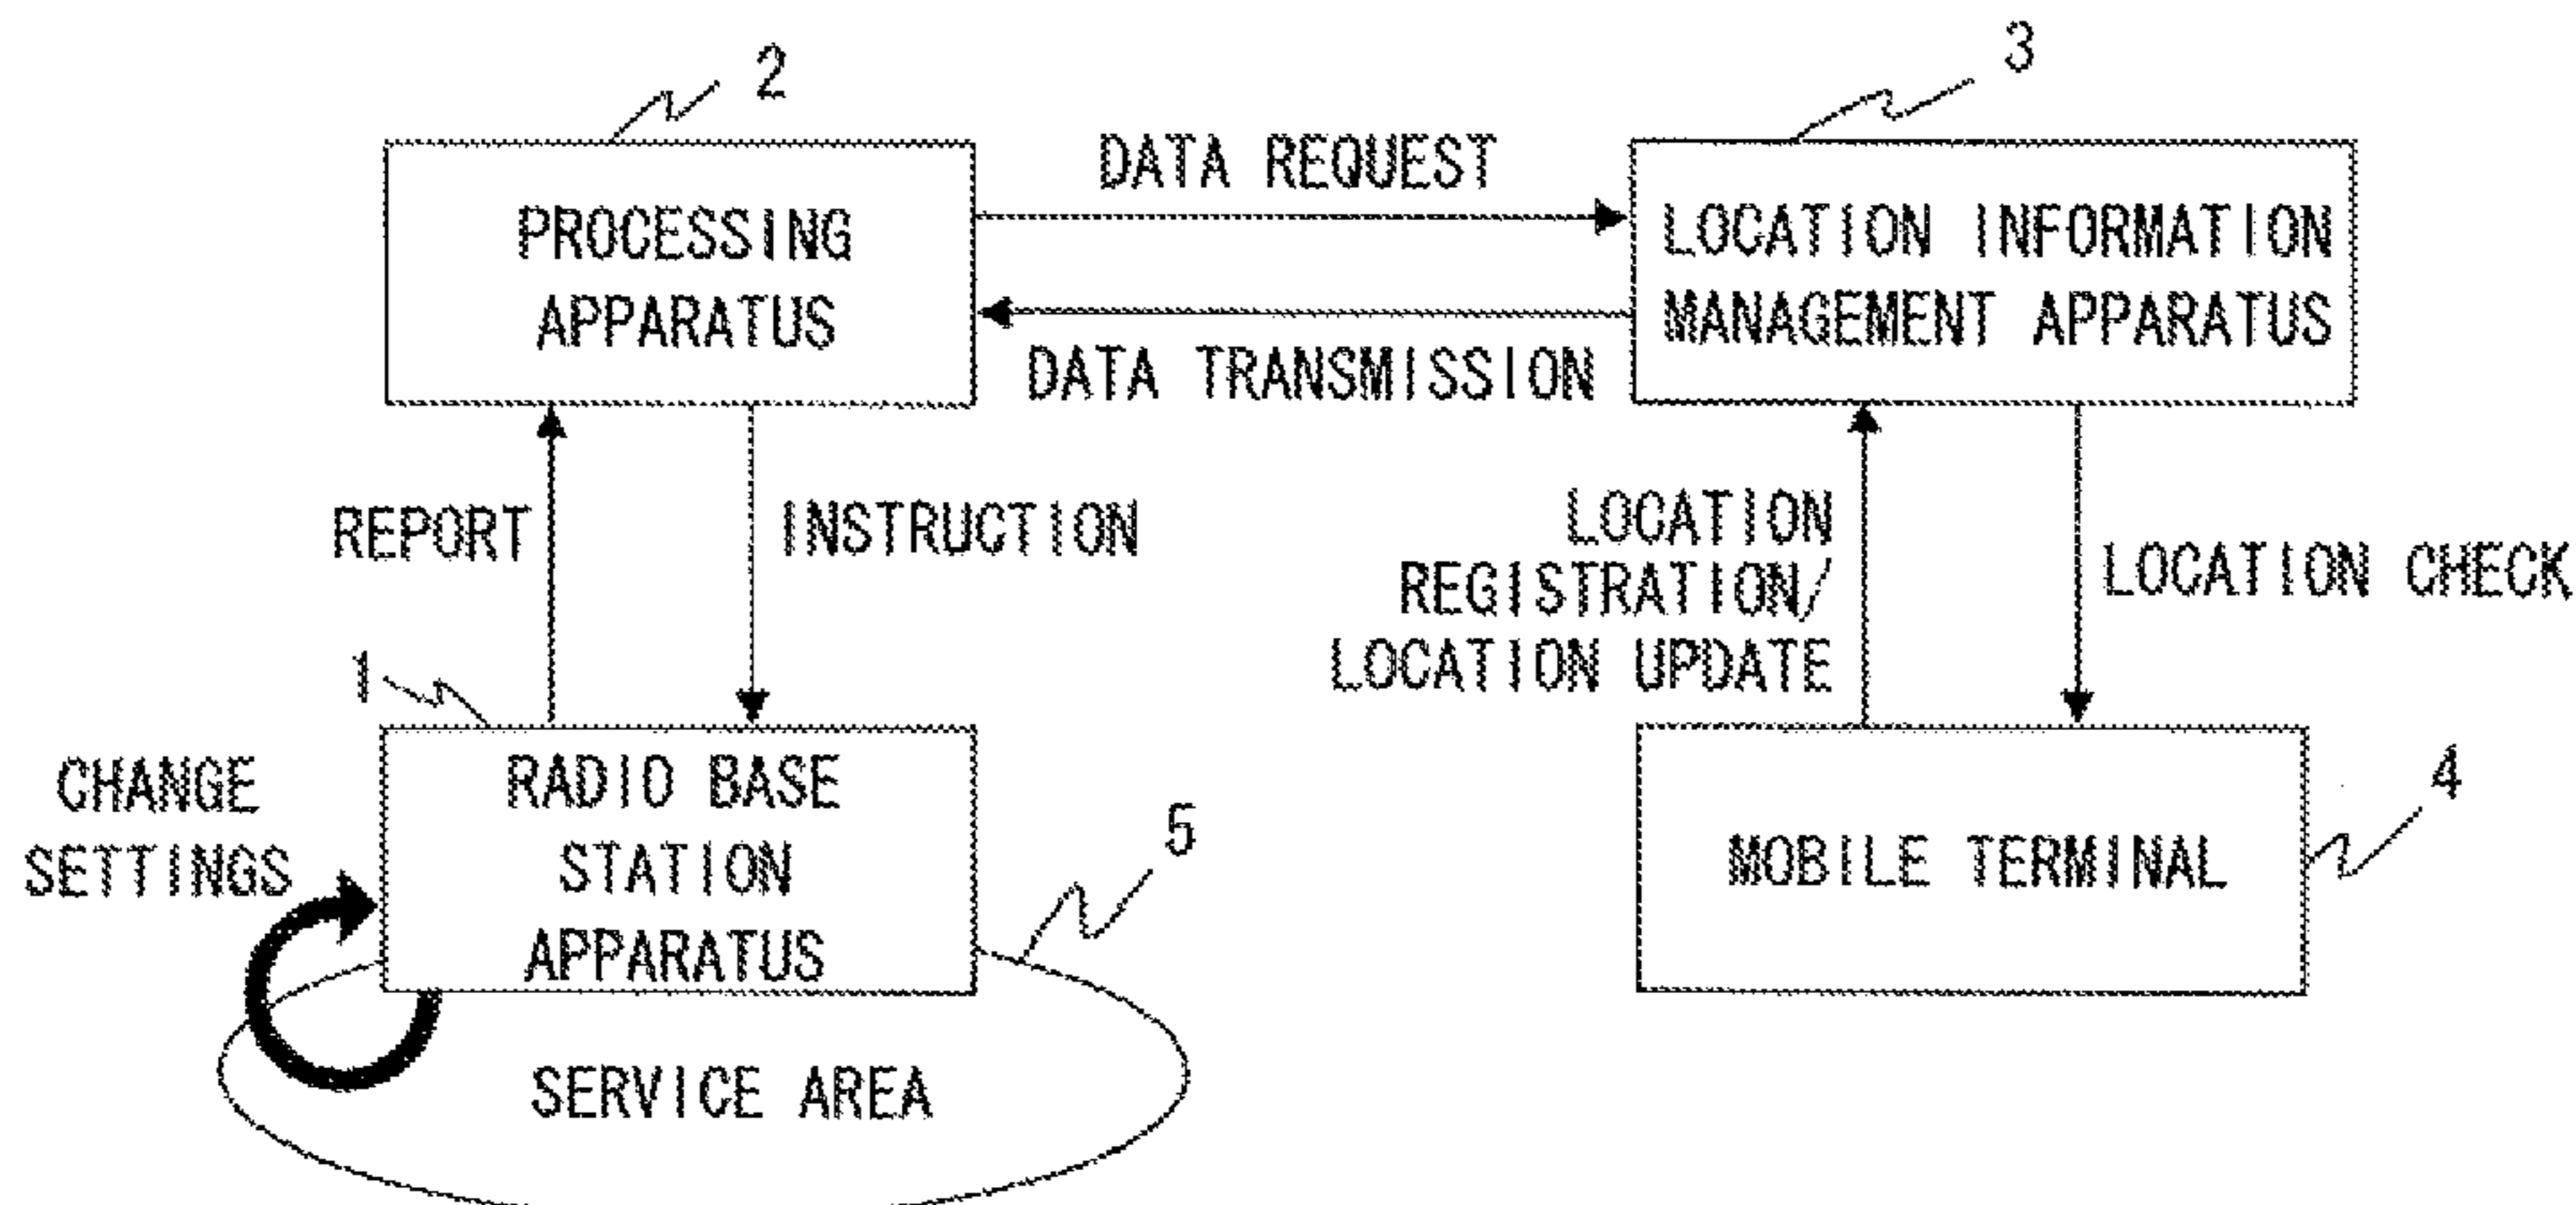 2
3
PROCESSING
APPARATUS
DATA REQUEST
DATA TRANSMISSION
LOCATION INFORMATION
MANAGEMENT APPARATUS
REPORT
INSTRUCTION
LOCATION
REGISTRATION/
LOCATION UPDATE
LOCATION CHECK
1
CHANGE
SETTINGS
RADIO BASE
STATION
APPARATUS
5
MOBILE TERMINAL
4
SERVICE AREA